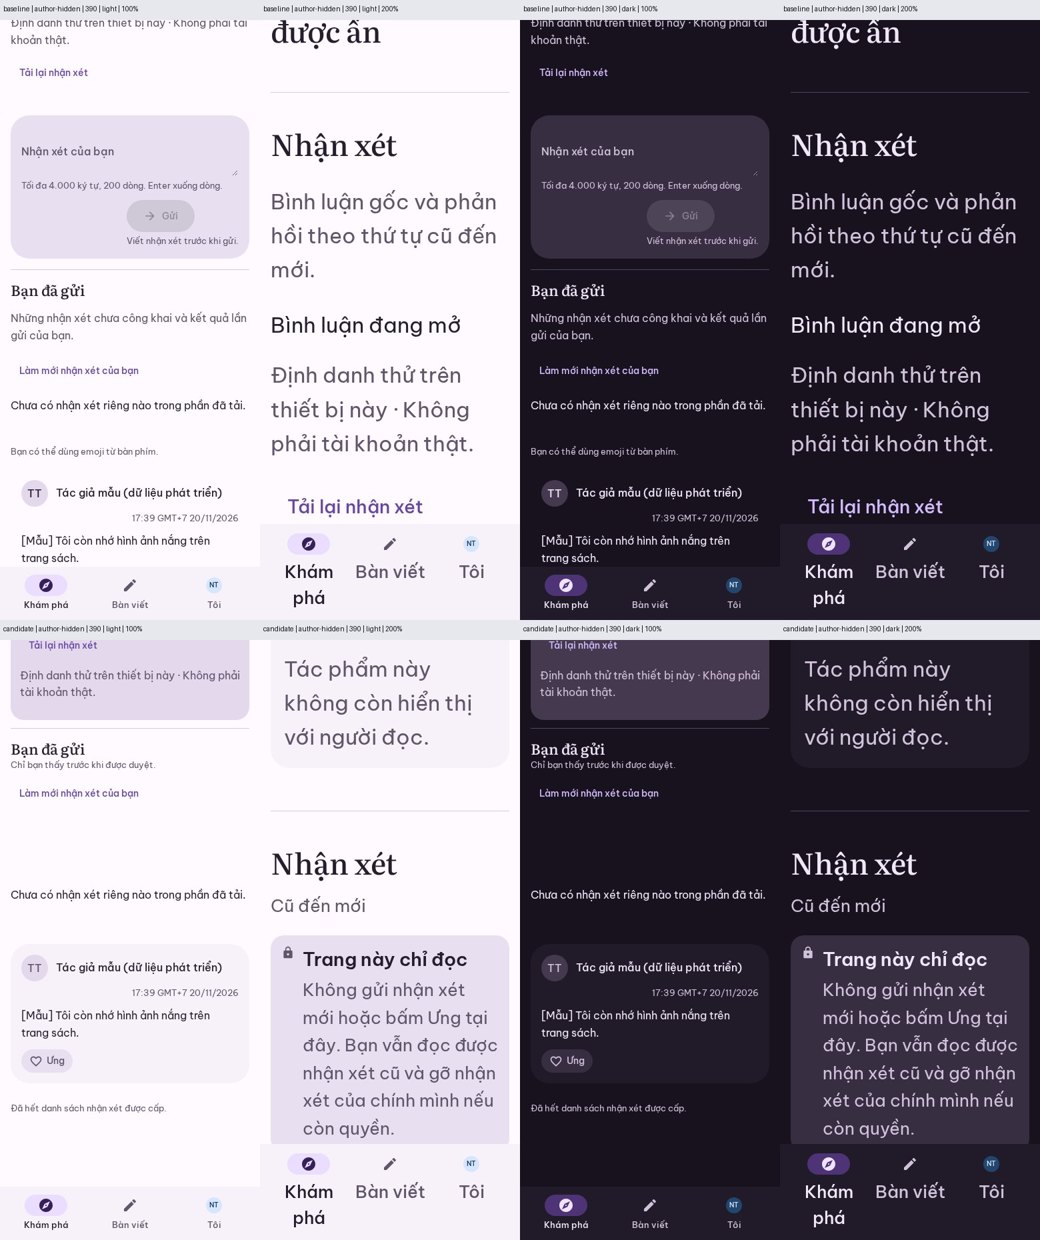 baseline | author-hidden | 390 | light | 100%
Định danh thử trên thiết bị này · Không phải tài
khoản thật.
Tải lại nhận xét
Nhận xét của bạn
Tối đa 4.000 ký tự, 200 dòng. Enter xuống dòng.
Gửi
Viết nhận xét trước khi gửi.
Bạn đã gửi
Những nhận xét chưa công khai và kết quả lần
gửi của bạn.
Làm mới nhận xét của bạn
Chưa có nhận xét riêng nào trong phần đã tải.
Bạn có thể dùng emoji từ bàn phím.
TT
Tác giả mẫu (dữ liệu phát triển)
17:39 GMT+7 20/11/2026
[Mẫu] Tôi còn nhớ hình ảnh nắng trên
trang sách.
NT
Khám phá
Bàn viết
Tôi
baseline | author-hidden | 390 | light | 200%
được ẩn
Nhận xét
Bình luận gốc và phản
hồi theo thứ tự cũ đến
mới.
Bình luận đang mở
Định danh thử trên
thiết bị này · Không
phải tài khoản thật.
Tải lại nhận xét
NT
Khám
phá
Bàn viết
Tôi
baseline | author-hidden | 390 | dark | 100%
Định danh thử trên thiết bị này · Không phải tài
khoản thật.
Tải lại nhận xét
Nhận xét của bạn
Tối đa 4.000 ký tự, 200 dòng. Enter xuống dòng.
Gửi
Viết nhận xét trước khi gửi.
Bạn đã gửi
Những nhận xét chưa công khai và kết quả lần
gửi của bạn.
Làm mới nhận xét của bạn
Chưa có nhận xét riêng nào trong phần đã tải.
Bạn có thể dùng emoji từ bàn phím.
TT
Tác giả mẫu (dữ liệu phát triển)
17:39 GMT+7 20/11/2026
[Mẫu] Tôi còn nhớ hình ảnh nắng trên
trang sách.
NT
Khám phá
Bàn viết
Tôi
baseline | author-hidden | 390 | dark | 200%
được ẩn
Nhận xét
Bình luận gốc và phản
hồi theo thứ tự cũ đến
mới.
Bình luận đang mở
Định danh thử trên
thiết bị này · Không
phải tài khoản thật.
Tải lại nhận xét
NT
Khám
phá
Bàn viết
Tôi
candidate | author-hidden | 390 | light | 100%
Tải lại nhận xét
Định danh thử trên thiết bị này · Không phải
tài khoản thật.
Bạn đã gửi
Chỉ bạn thấy trước khi được duyệt.
Làm mới nhận xét của bạn
Chưa có nhận xét riêng nào trong phần đã tải.
TT
Tác giả mẫu (dữ liệu phát triển)
17:39 GMT+7 20/11/2026
[Mẫu] Tôi còn nhớ hình ảnh nắng trên
trang sách.
Ưng
Đã hết danh sách nhận xét được cấp.
NT
Khám phá
Bàn viết
Tôi
candidate | author-hidden | 390 | light | 200%
Tác phẩm này
không còn hiển thị
với người đọc.
Nhận xét
Cũ đến mới
Trang này chỉ đọc
Không gửi nhận xét
mới hoặc bấm Ưng tại
đây. Bạn vẫn đọc được
nhận xét cũ và gỡ nhận
xét của chính mình nếu
còn quyền.
NT
Khám
phá
Bàn viết
Tôi
candidate | author-hidden | 390 | dark | 100%
Tải lại nhận xét
Định danh thử trên thiết bị này · Không phải
tài khoản thật.
Bạn đã gửi
Chỉ bạn thấy trước khi được duyệt.
Làm mới nhận xét của bạn
Chưa có nhận xét riêng nào trong phần đã tải.
TT
Tác giả mẫu (dữ liệu phát triển)
17:39 GMT+7 20/11/2026
[Mẫu] Tôi còn nhớ hình ảnh nắng trên
trang sách.
Ưng
Đã hết danh sách nhận xét được cấp.
NT
Khám phá
Bàn viết
Tôi
candidate | author-hidden | 390 | dark | 200%
Tác phẩm này
không còn hiển thị
với người đọc.
Nhận xét
Cũ đến mới
Trang này chỉ đọc
Không gửi nhận xét
mới hoặc bấm Ưng tại
đây. Bạn vẫn đọc được
nhận xét cũ và gỡ nhận
xét của chính mình nếu
còn quyền.
NT
Khám
phá
Bàn viết
Tôi